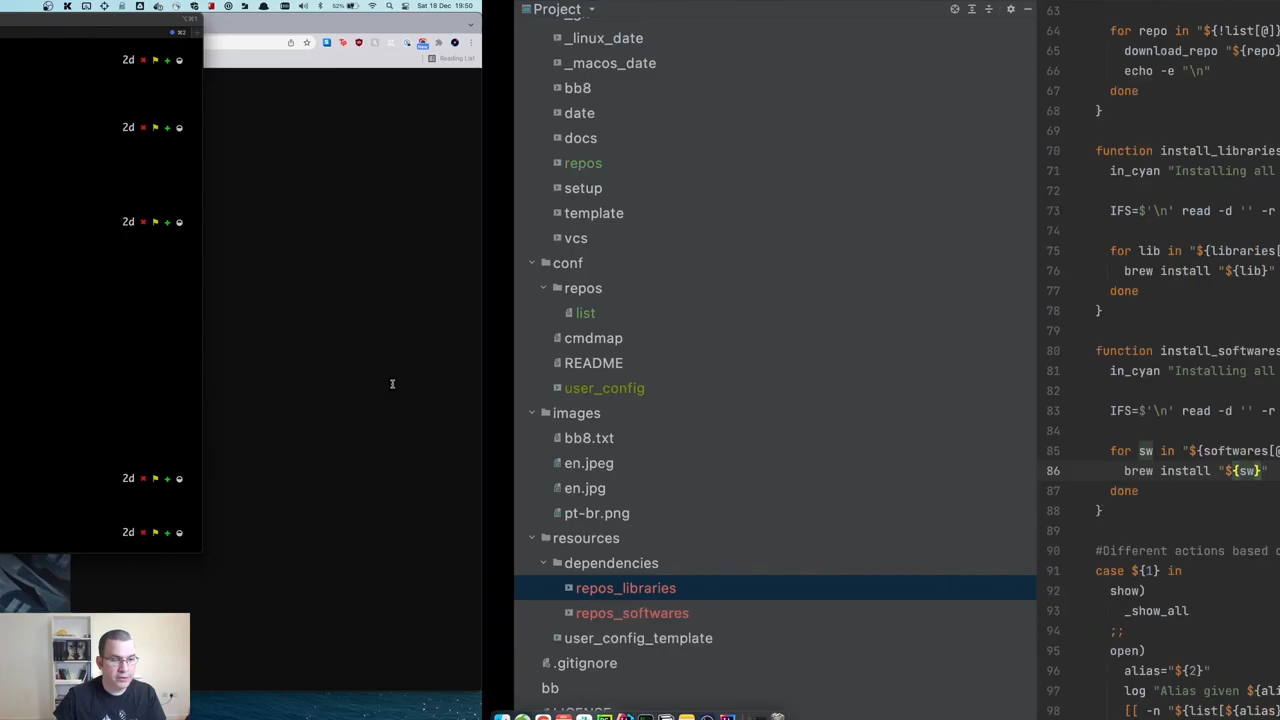 52%
Sat 18 Dec 19:50
⌥⌘1
⌘2
New
Reading List
2d
2d
2d
2d
2d
Project
_linux_date
_macos_date
bb8
date
docs
repos
setup
template
vcs
conf
repos
list
cmdmap
README
user_config
images
bb8.txt
en.jpeg
en.jpg
pt-br.png
resources
dependencies
repos_libraries
repos_softwares
user_config_template
.gitignore
bb
LICENSE
63
64 for repo in "${!list[@]}
65 download_repo "${repo}
66 echo -e "\n"
67 done
68 }
69
70 function install_libraries
71 in_cyan "Installing all
72
73 IFS=$'\n' read -d '' -r
74
75 for lib in "${libraries[
76 brew install "${lib}"
77 done
78 }
79
80 function install_softwares
81 in_cyan "Installing all
82
83 IFS=$'\n' read -d '' -r
84
85 for sw in "${softwares[@
86 brew install "${sw}"
87 done
88 }
89
90 #Different actions based o
91 case ${1} in
92 show)
93 _show_all
94 ;;
95 open)
96 alias="${2}"
97 log "Alias given ${ali
98 [[ -n "${list[${alias}